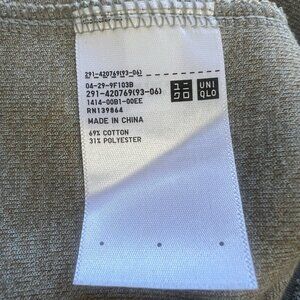 291-420769(93-06)
04-29-9F103B
291-420769(93-06)
1414-00B1-00EE
RN139864
MADE IN CHINA
69% COTTON
31% POLYESTER
ユニ クロ
UNI QLO